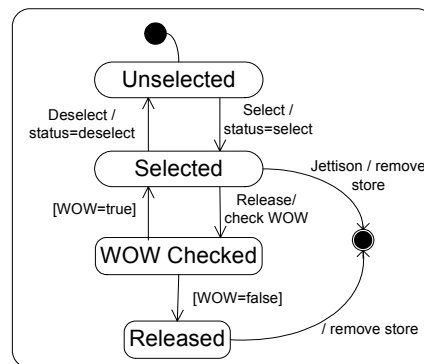 Unselected
Deselect /
status=deselect
Select /
status=select
Selected
Jettison / remove
store
[WOW=true]
Release/
check WOW
WOW Checked
[WOW=false]
Released
/ remove store